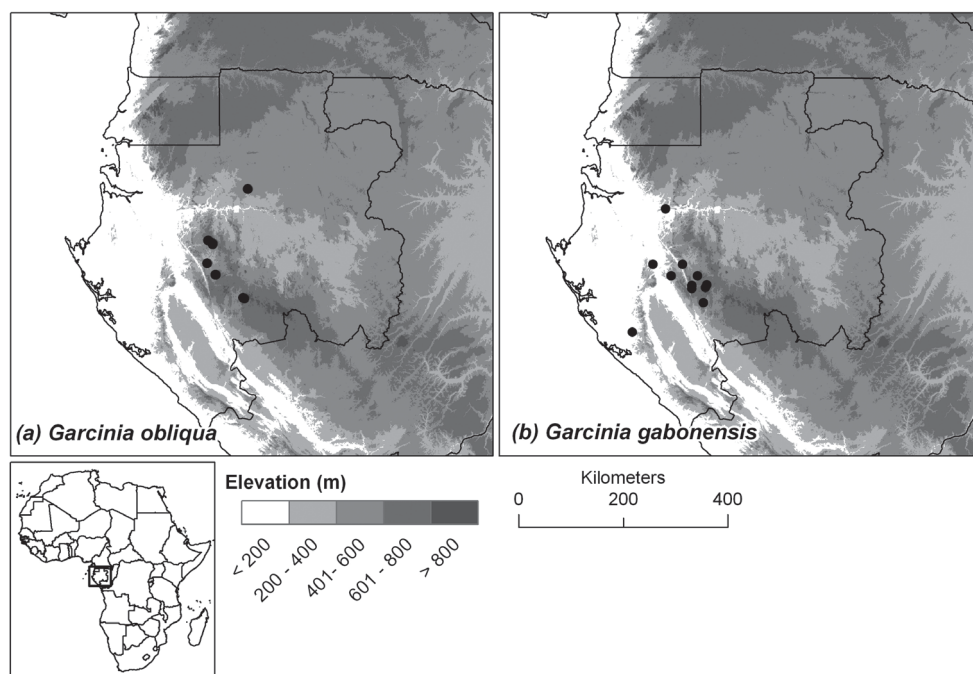 (a) Garcinia obliqua
(b) Garcinia gabonensis
Elevation (m)
< 200
200 - 400
401- 600
601 - 800
> 800
Kilometers
0 200 400